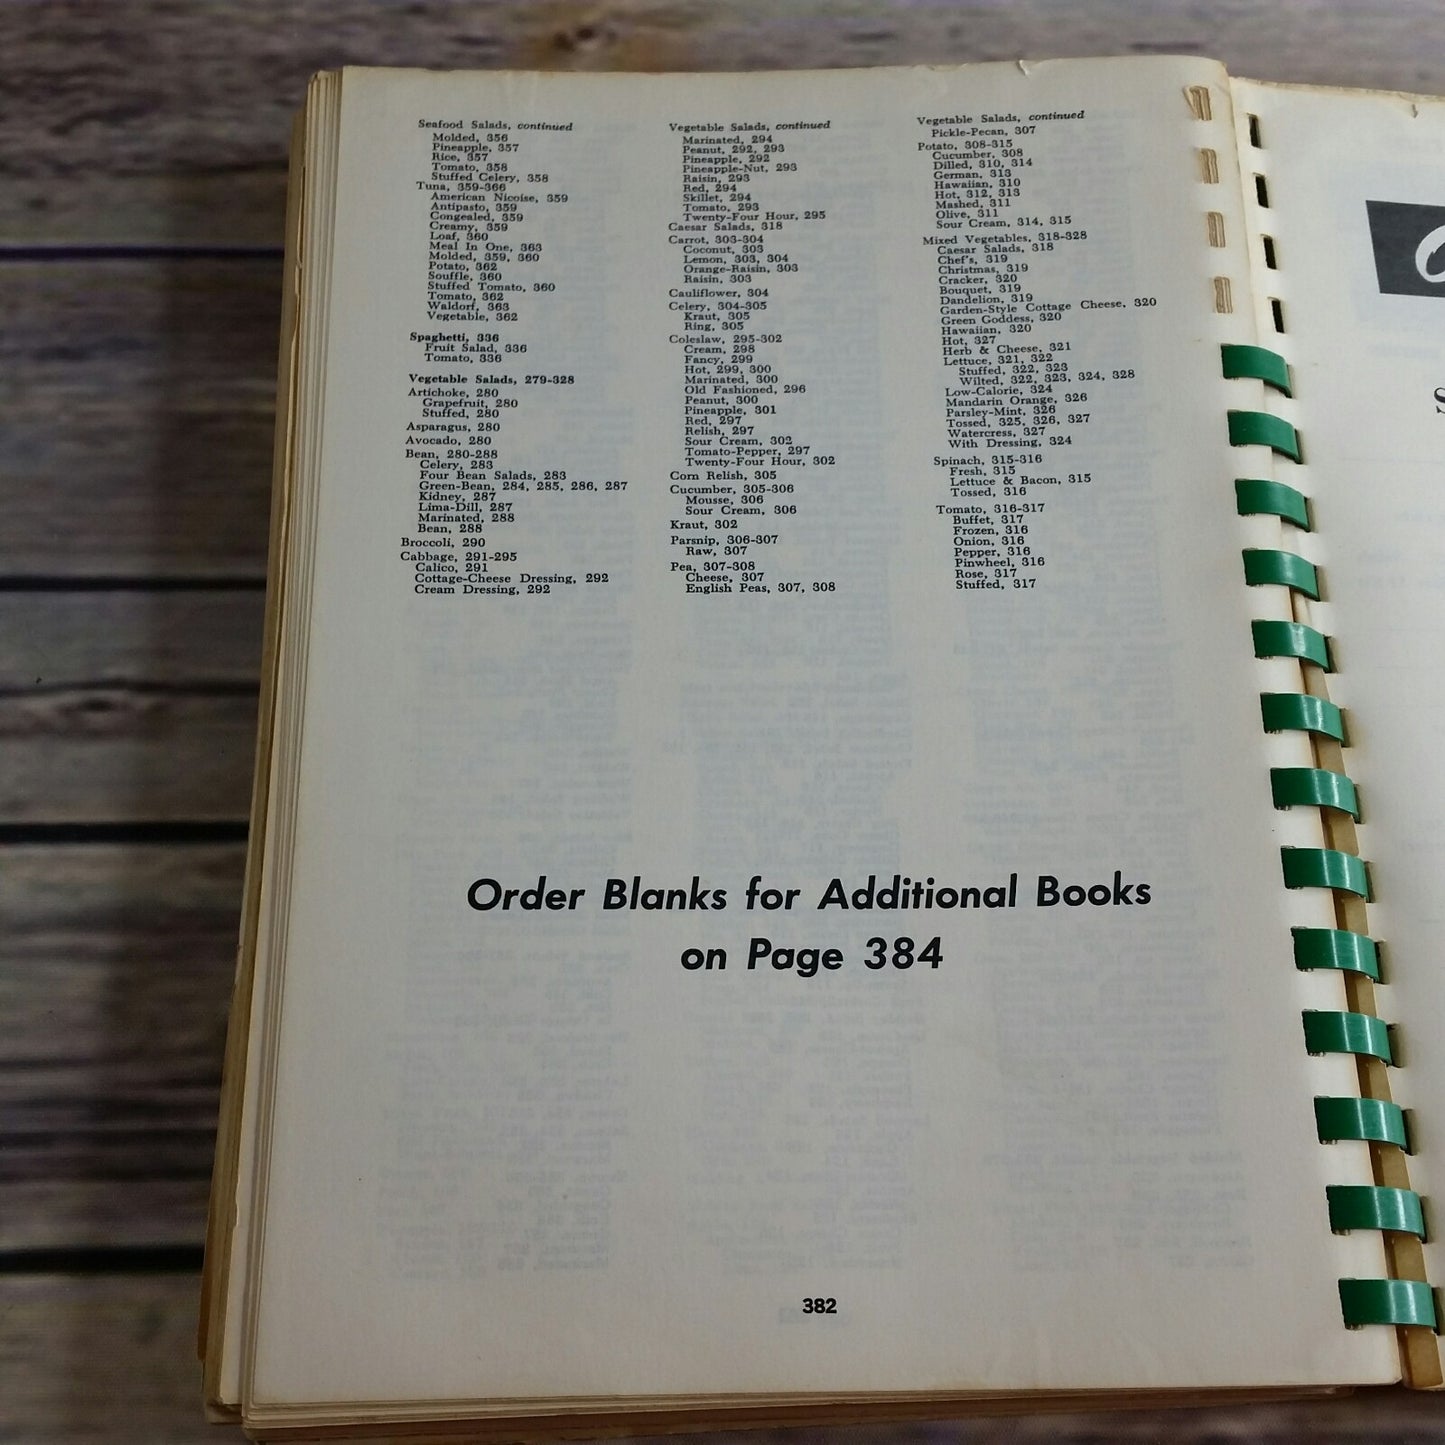 Seafood Salads, continued
Molded, 356
Pineapple, 357
Rice, 357
Tomato, 358
Stuffed Celery, 358
Tuna, 359-366
American Nicoise, 359
Antipasto, 359
Congealed, 359
Creamy, 359
Loaf, 360
Meal In One, 363
Molded, 359, 360
Potato, 362
Souffle, 360
Stuffed Tomato, 360
Tomato, 362
Waldorf, 363
Vegetable, 362
Spaghetti, 336
Fruit Salad, 336
Tomato, 336
Vegetable Salads, 279-328
Artichoke, 280
Grapefruit, 280
Stuffed, 280
Asparagus, 280
Avocado, 280
Bean, 280-288
Celery, 283
Four Bean Salads, 283
Green-Bean, 284, 285, 286, 287
Kidney, 287
Lima-Dill, 287
Marinated, 288
Bean, 288
Broccoli, 290
Cabbage, 291-295
Calico, 291
Cottage-Cheese Dressing, 292
Cream Dressing, 292
Vegetable Salads, continued
Marinated, 294
Peanut, 292, 293
Pineapple, 292
Pineapple-Nut, 293
Raisin, 293
Red, 294
Skillet, 294
Tomato, 293
Twenty-Four Hour, 295
Caesar Salads, 318
Carrot, 303-304
Coconut, 303
Lemon, 303, 304
Orange-Raisin, 303
Raisin, 303
Cauliflower, 304
Celery, 304-305
Kraut, 305
Ring, 305
Coleslaw, 295-302
Cream, 298
Fancy, 299
Hot, 299, 300
Marinated, 300
Old Fashioned, 296
Peanut, 300
Pineapple, 301
Red, 297
Relish, 297
Sour Cream, 302
Tomato-Pepper, 297
Twenty-Four Hour, 302
Corn Relish, 305
Cucumber, 305-306
Mousse, 306
Sour Cream, 306
Kraut, 302
Parsnip, 306-307
Raw, 307
Pea, 307-308
Cheese, 307
English Peas, 307, 308
Vegetable Salads, continued
Pickle-Pecan, 307
Potato, 308-315
Cucumber, 308
Dilled, 310, 314
German, 313
Hawaiian, 310
Hot, 312, 313
Mashed, 311
Olive, 311
Sour Cream, 314, 315
Mixed Vegetables, 318-328
Caesar Salads, 318
Chef's, 319
Christmas, 319
Cracker, 320
Bouquet, 319
Dandelion, 319
Garden-Style Cottage Cheese, 320
Green Goddess, 320
Hawaiian, 320
Hot, 327
Herb & Cheese, 321
Lettuce, 321, 322
Stuffed, 322, 323
Wilted, 322, 323, 324, 328
Low-Calorie, 324
Mandarin Orange, 326
Parsley-Mint, 326
Tossed, 325, 326, 327
Watercress, 327
With Dressing, 324
Spinach, 315-316
Fresh, 315
Lettuce & Bacon, 315
Tossed, 316
Tomato, 316-317
Buffet, 317
Frozen, 316
Onion, 316
Pepper, 316
Pinwheel, 316
Rose, 317
Stuffed, 317
Order Blanks for Additional Books
on Page 384
382